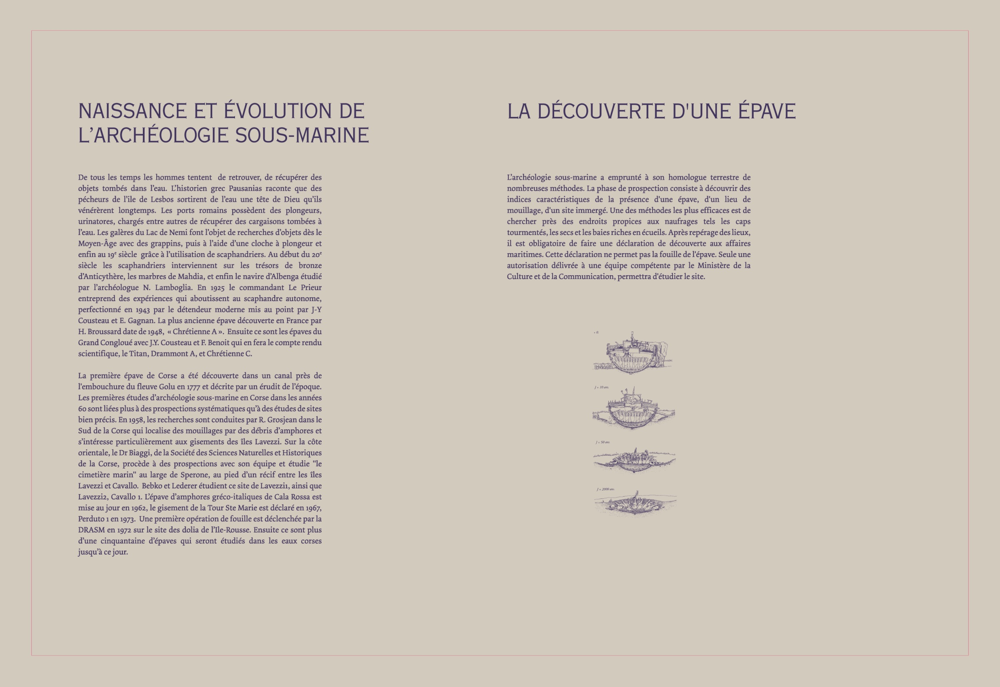 NAISSANCE ET ÉVOLUTION DE
L’ARCHÉOLOGIE SOUS-MARINE
De tous les temps les hommes tentent  de retrouver, de récupérer des
objets tombés dans l’eau. L’historien grec Pausanias raconte que des
pécheurs de l’ile de Lesbos sortirent de l’eau une tête de Dieu qu’ils
vénérèrent longtemps. Les ports romains possèdent des plongeurs,
urinatores, chargés entre autres de récupérer des cargaisons tombées à
l’eau. Les galères du Lac de Nemi font l’objet de recherches d’objets dès le
Moyen-Âge avec des grappins, puis à l’aide d’une cloche à plongeur et
enfin au 19e siècle  grâce à l’utilisation de scaphandriers. Au début du 20e
siècle les scaphandriers interviennent sur les trésors de bronze
d’Anticythère, les marbres de Mahdia, et enfin le navire d’Albenga étudié
par l’archéologue N. Lamboglia. En 1925 le commandant Le Prieur
entreprend des expériences qui aboutissent au scaphandre autonome,
perfectionné en 1943 par le détendeur moderne mis au point par J-Y
Cousteau et E. Gagnan. La plus ancienne épave découverte en France par
H. Broussard date de 1948,  « Chrétienne A ».  Ensuite ce sont les épaves du
Grand Congloué avec J.Y. Cousteau et F. Benoit qui en fera le compte rendu
scientifique, le Titan, Drammont A, et Chrétienne C.
La première épave de Corse a été découverte dans un canal près de
l'embouchure du fleuve Golu en 1777 et décrite par un érudit de l’époque.
Les premières études d’archéologie sous-marine en Corse dans les années
60 sont liées plus à des prospections systématiques qu’à des études de sites
bien précis. En 1958, les recherches sont conduites par R. Grosjean dans le
Sud de la Corse qui localise des mouillages par des débris d’amphores et
s’intéresse particulièrement aux gisements des îles Lavezzi. Sur la côte
orientale, le Dr Biaggi, de la Société des Sciences Naturelles et Historiques
de la Corse, procède à des prospections avec son équipe et étudie "le
cimetière marin" au large de Sperone, au pied d’un récif entre les îles
Lavezzi et Cavallo.  Bebko et Lederer étudient ce site de Lavezzi1, ainsi que
Lavezzi2, Cavallo 1. L’épave d’amphores gréco-italiques de Cala Rossa est
mise au jour en 1962, le gisement de la Tour Ste Marie est déclaré en 1967,
Perduto 1 en 1973.  Une première opération de fouille est déclenchée par la
DRASM en 1972 sur le site des dolia de l’Ile-Rousse. Ensuite ce sont plus
d’une cinquantaine d’épaves qui seront étudiés dans les eaux corses
jusqu’à ce jour.
LA DÉCOUVERTE D'UNE ÉPAVE
L’archéologie sous-marine a emprunté à son homologue terrestre de
nombreuses méthodes. La phase de prospection consiste à découvrir des
indices caractéristiques de la présence d'une épave, d'un lieu de
mouillage, d'un site immergé. Une des méthodes les plus efficaces est de
chercher près des endroits propices aux naufrages tels les caps
tourmentés, les secs et les baies riches en écueils. Après repérage des lieux,
il est obligatoire de faire une déclaration de découverte aux affaires
maritimes. Cette déclaration ne permet pas la fouille de l'épave. Seule une
autorisation délivrée à une équipe compétente par le Ministère de la
Culture et de la Communication, permettra d'étudier le site.
+ 0.
J + 10 ans.
J + 50 ans.
J + 2000 ans.